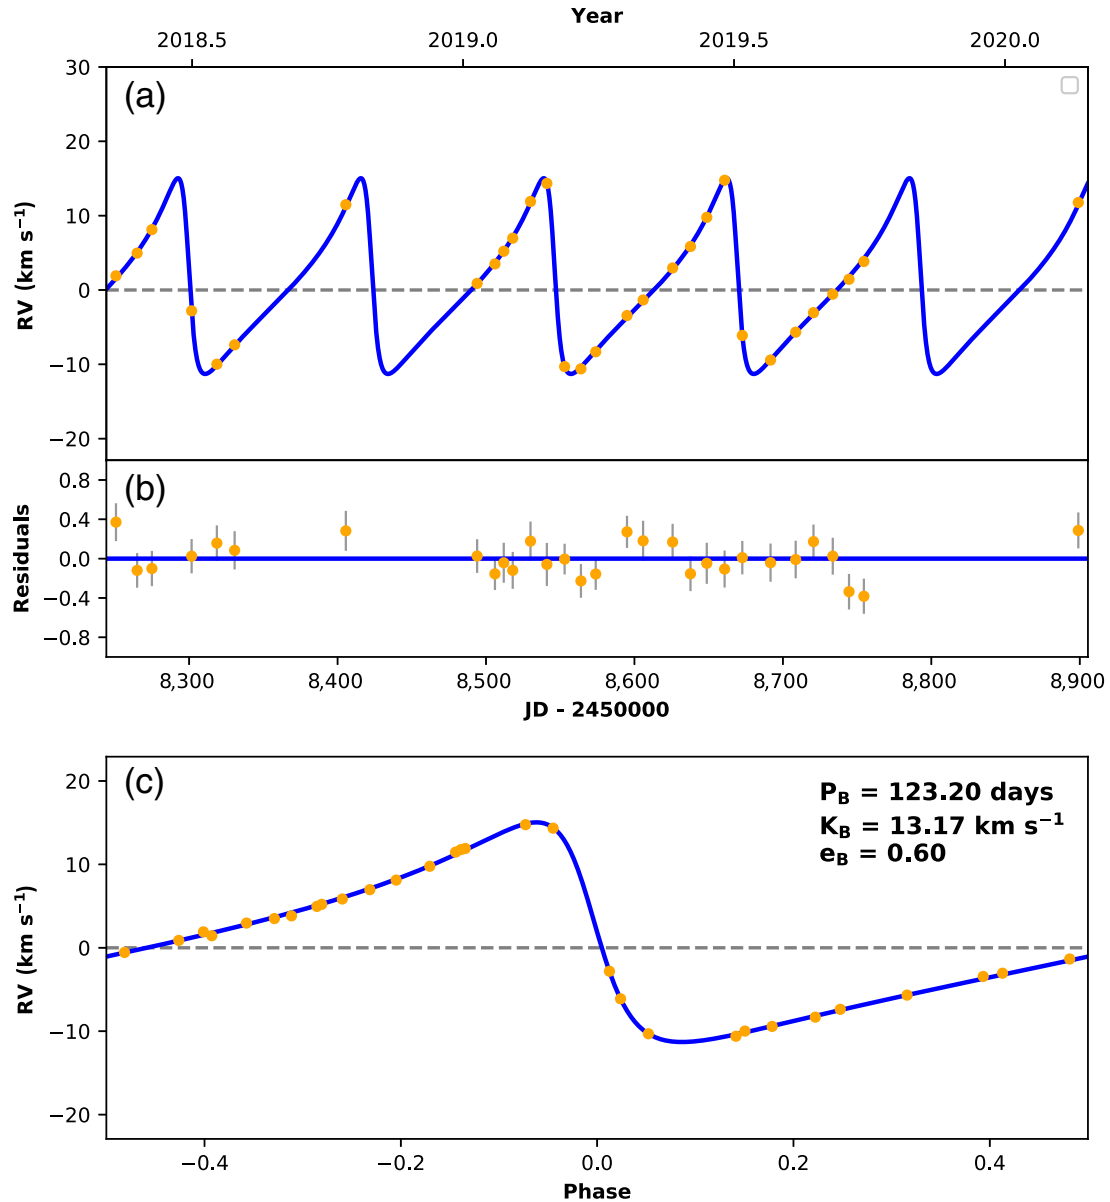 Year
2018.5 2019.0 2019.5 2020.0
(a)
30
20
10
0
−10
−20
RV (km s⁻¹)
(b)
0.8
0.4
0.0
−0.4
−0.8
Residuals
8,300 8,400 8,500 8,600 8,700 8,800 8,900
JD - 2450000
(c)
P_B = 123.20 days
K_B = 13.17 km s⁻¹
e_B = 0.60
20
10
0
−10
−20
RV (km s⁻¹)
−0.4 −0.2 0.0 0.2 0.4
Phase